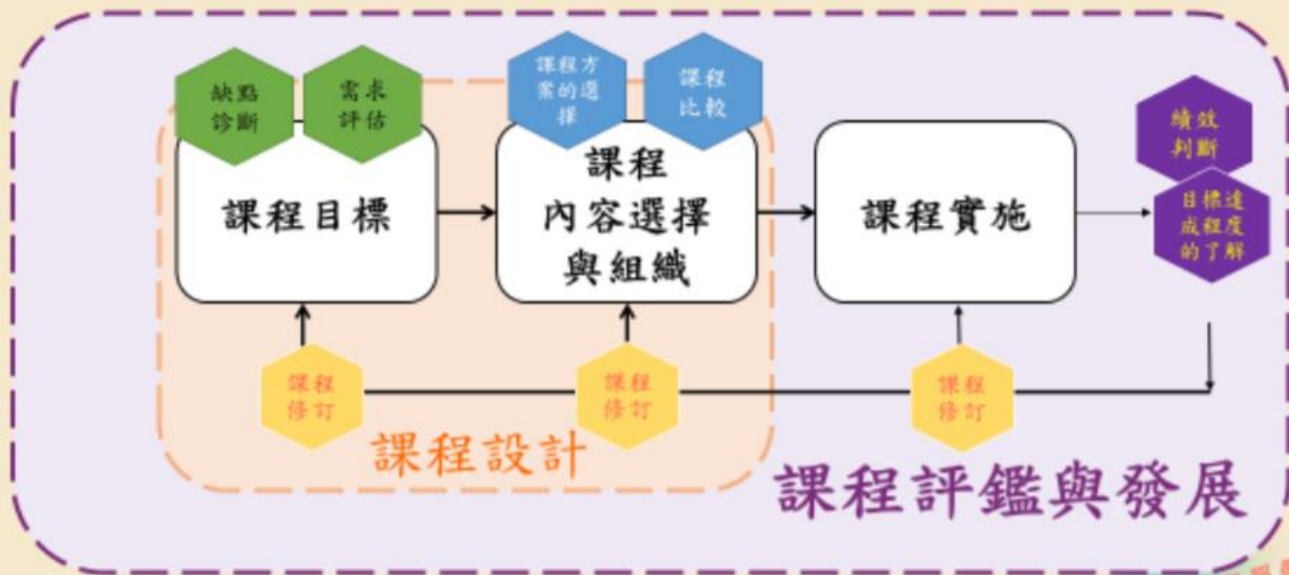 缺點
診斷
需求
評估
課程方
案的選
擇
課程
比較
績效
判斷
目標達
成程度
的了解
課程目標
課程
內容選擇
與組織
課程實施
課程
修訂
課程
修訂
課程
修訂
課程設計
課程評鑑與發展